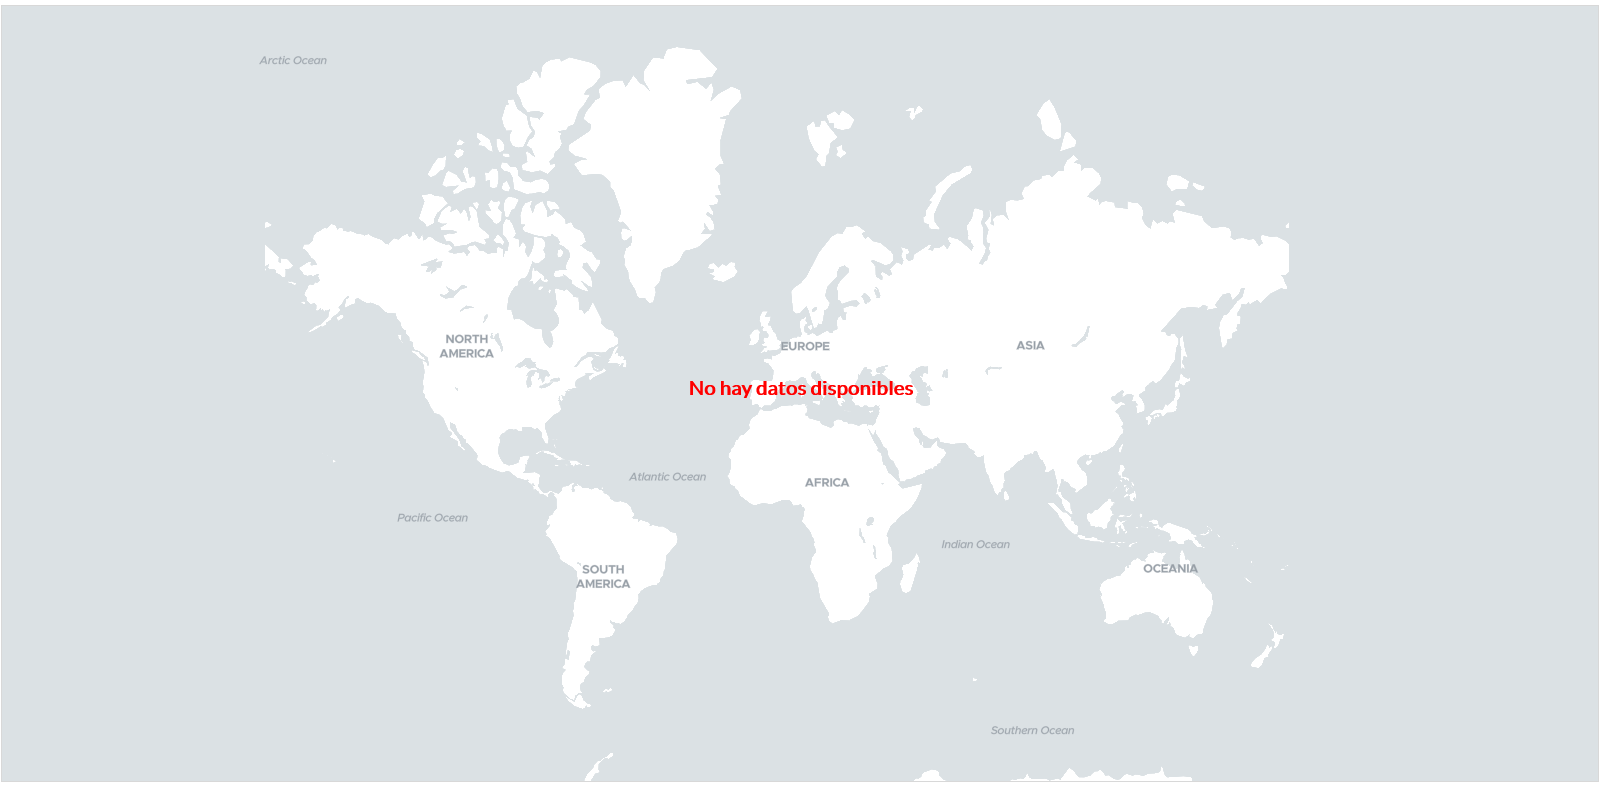 Arctic Ocean
NORTH
AMERICA
EUROPE
ASIA
No hay datos disponibles
Atlantic Ocean
AFRICA
Pacific Ocean
Indian Ocean
SOUTH
AMERICA
OCEANIA
Southern Ocean